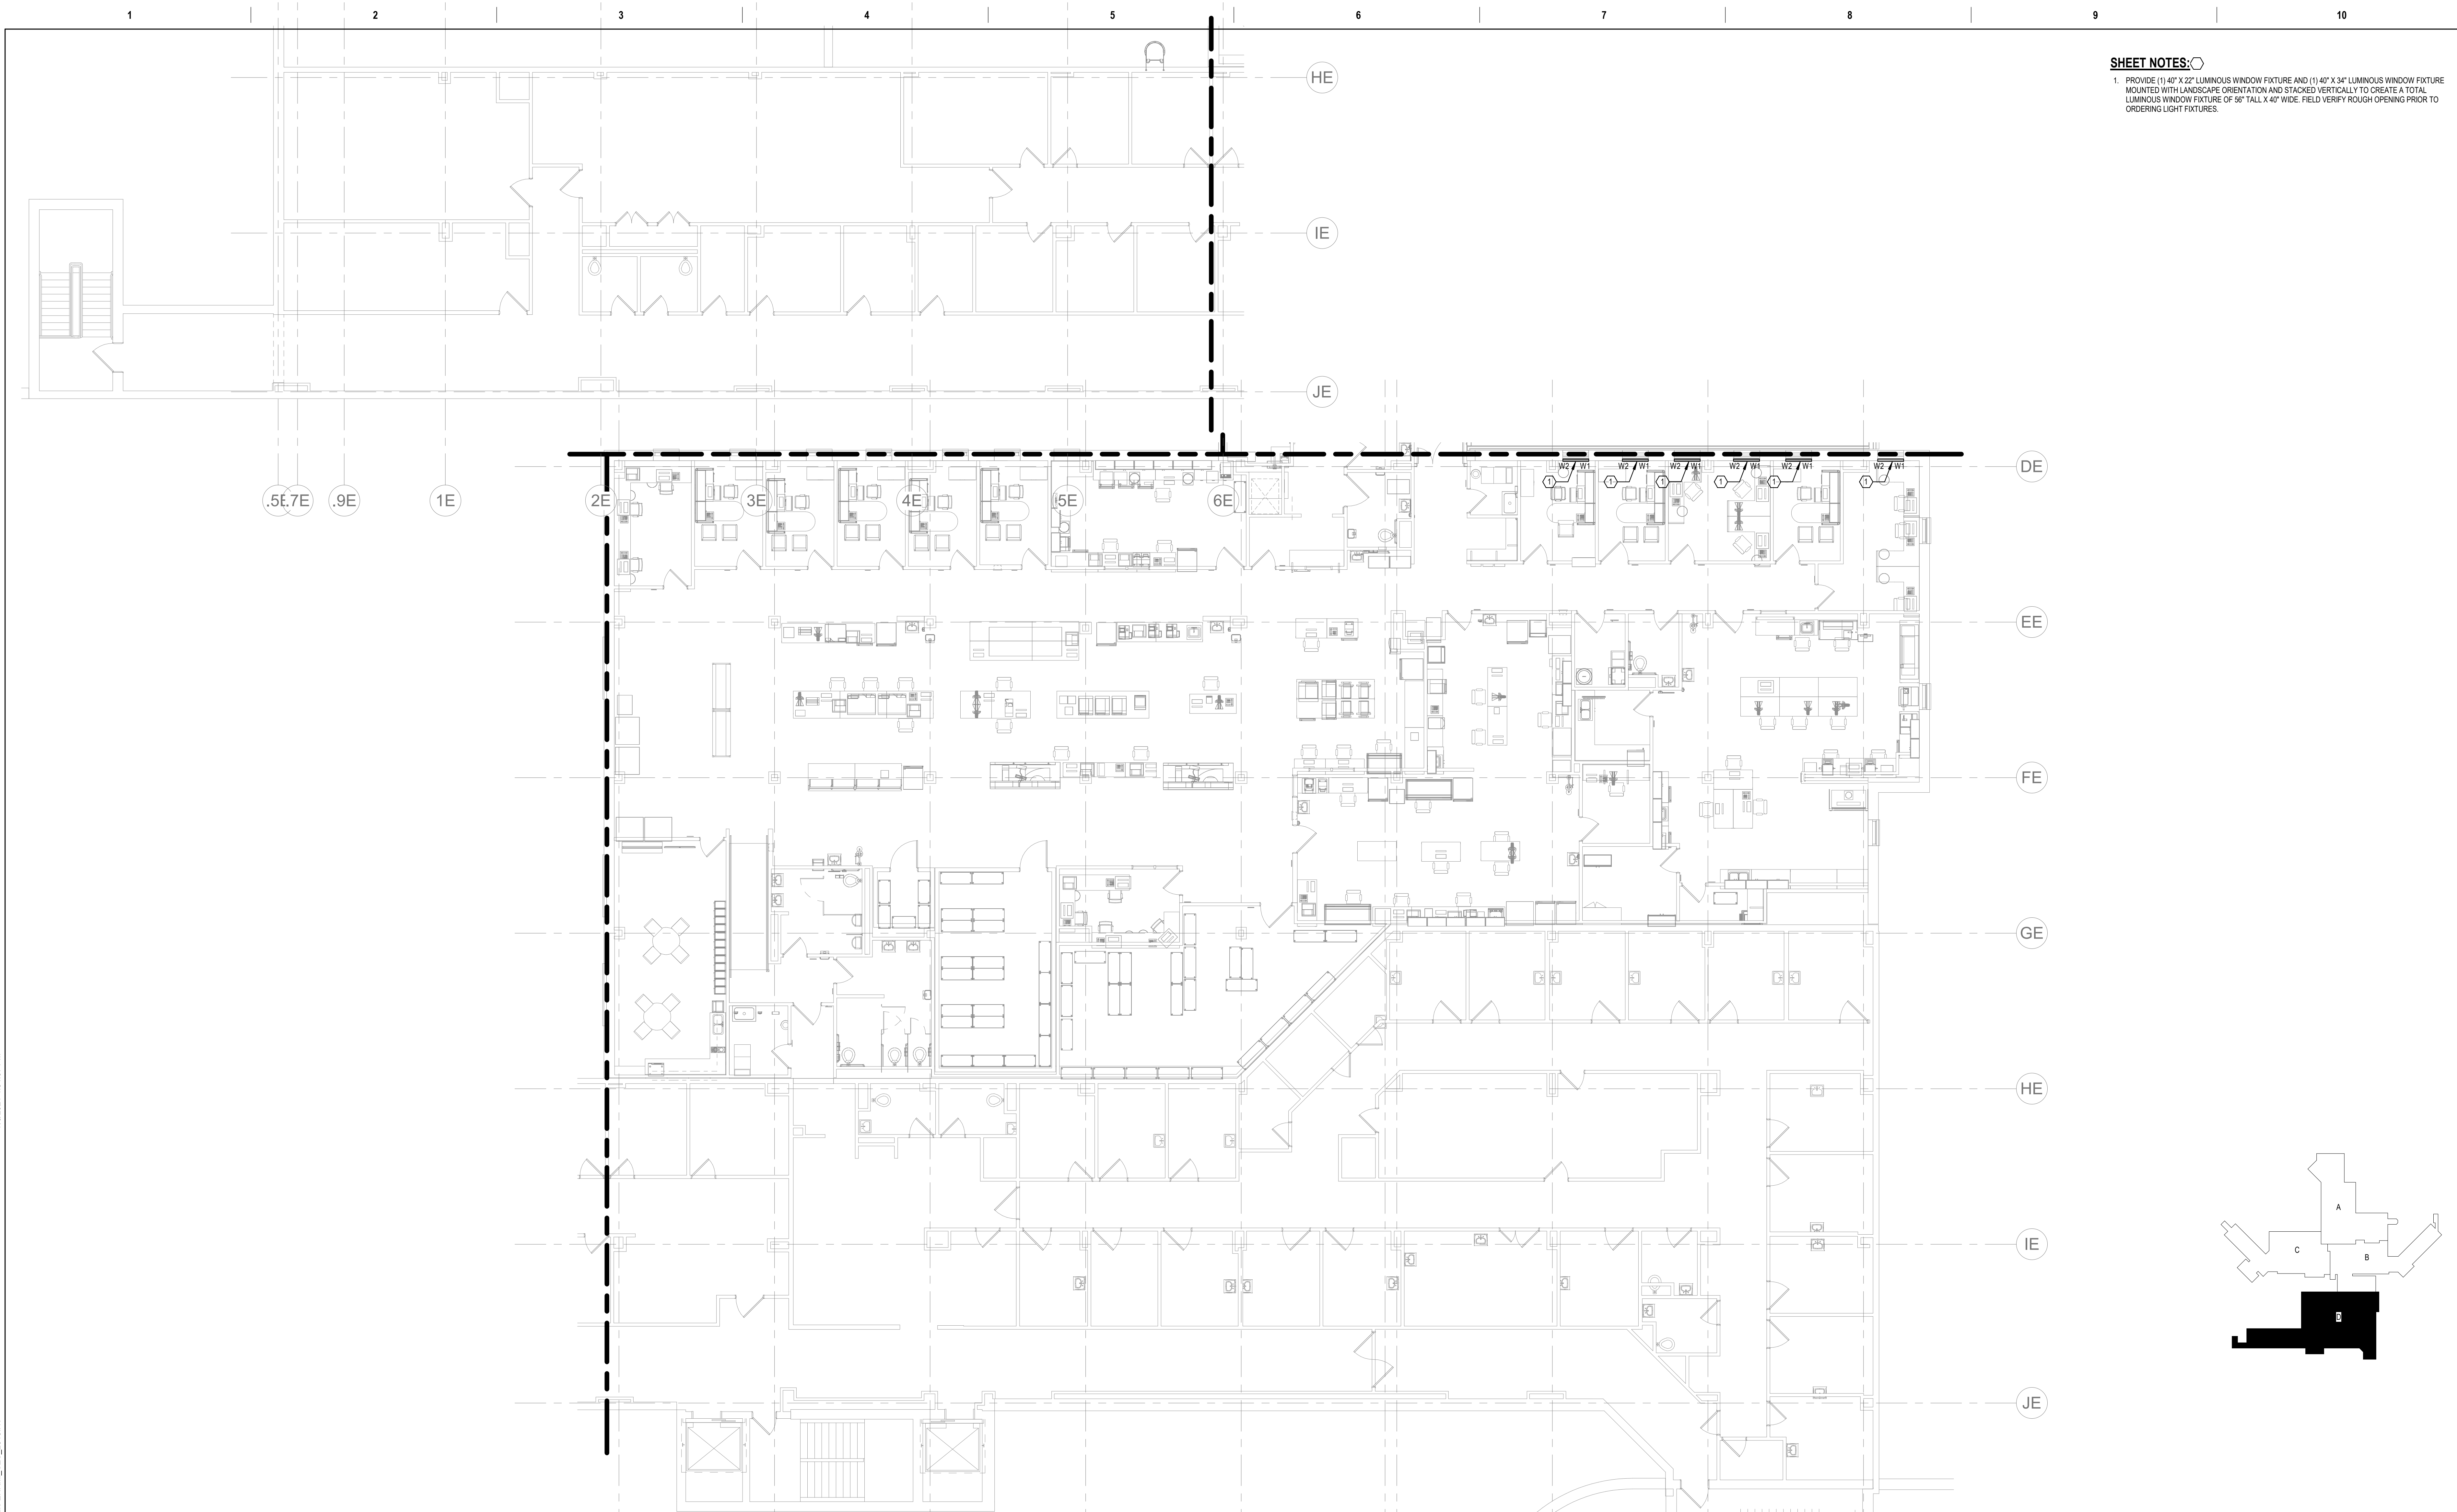 1 2 3 4 5 6 7 8 9 10
SHEET NOTES:
1. PROVIDE (1) 40" X 22" LUMINOUS WINDOW FIXTURE AND (1) 40" X 34" LUMINOUS WINDOW FIXTURE
MOUNTED WITH LANDSCAPE ORIENTATION AND STACKED VERTICALLY TO CREATE A TOTAL
LUMINOUS WINDOW FIXTURE OF 56" TALL X 40" WIDE. FIELD VERIFY ROUGH OPENING PRIOR TO
ORDERING LIGHT FIXTURES.
HE
IE
JE
W2 W1 W2 W1 W2 W1 W2 W1 W2 W1 W2 W1
DE
1 1 1 1 1 1
.5E .7E .9E 1E 2E 3E 4E 5E 6E
EE
FE
GE
HE
A
C
B
IE
D
JE